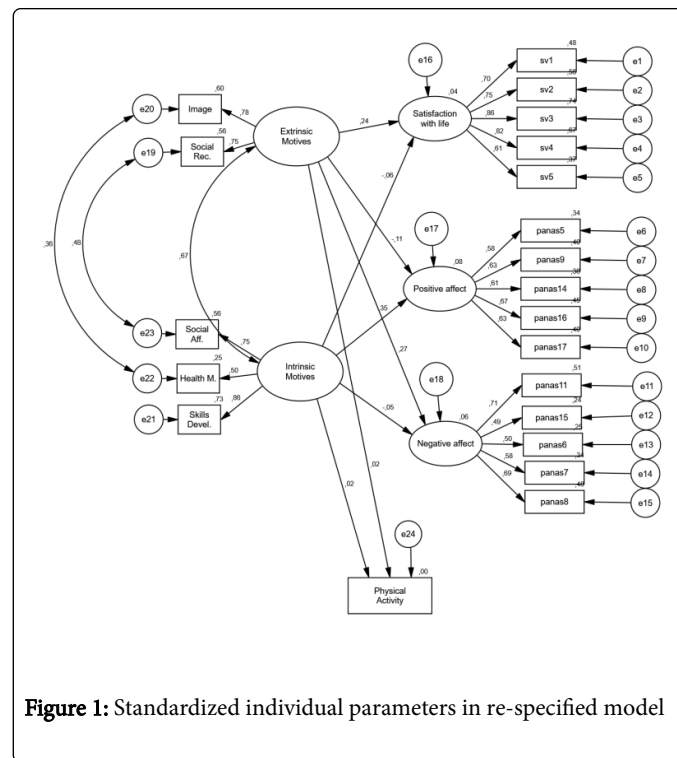 e16
,48
sv1
e1
,70
,56
sv2
e2
,75
,04
Satisfaction
with life
,74
sv3
e3
,86
,67
sv4
e4
,82
,37
sv5
e5
,61
,60
e20
Image
,78
Extrinsic
Motives
,24
,56
e19
Social
Rec.
,75
-,06
-,11
e17
,34
panas5
e6
,58
panas9
e7
,63
,08
Positive affect
panas14
e8
,61
,45
panas16
e9
,67
,40
panas17
e10
,63
,36
,48
,67
,35
,27
,56
e23
Social
Aff.
,75
,25
e22
Health M.
,50
Intrinsic
Motives
,73
e21
Skills
Devel.
,86
-,05
e18
,51
panas11
e11
,71
,24
panas15
e12
,49
,06
Negative affect
,25
panas6
e13
,50
,34
panas7
e14
,58
panas8
e15
,69
,02
,02
e24
,00
Physical
Activity
Figure 1: Standardized individual parameters in re-specified model